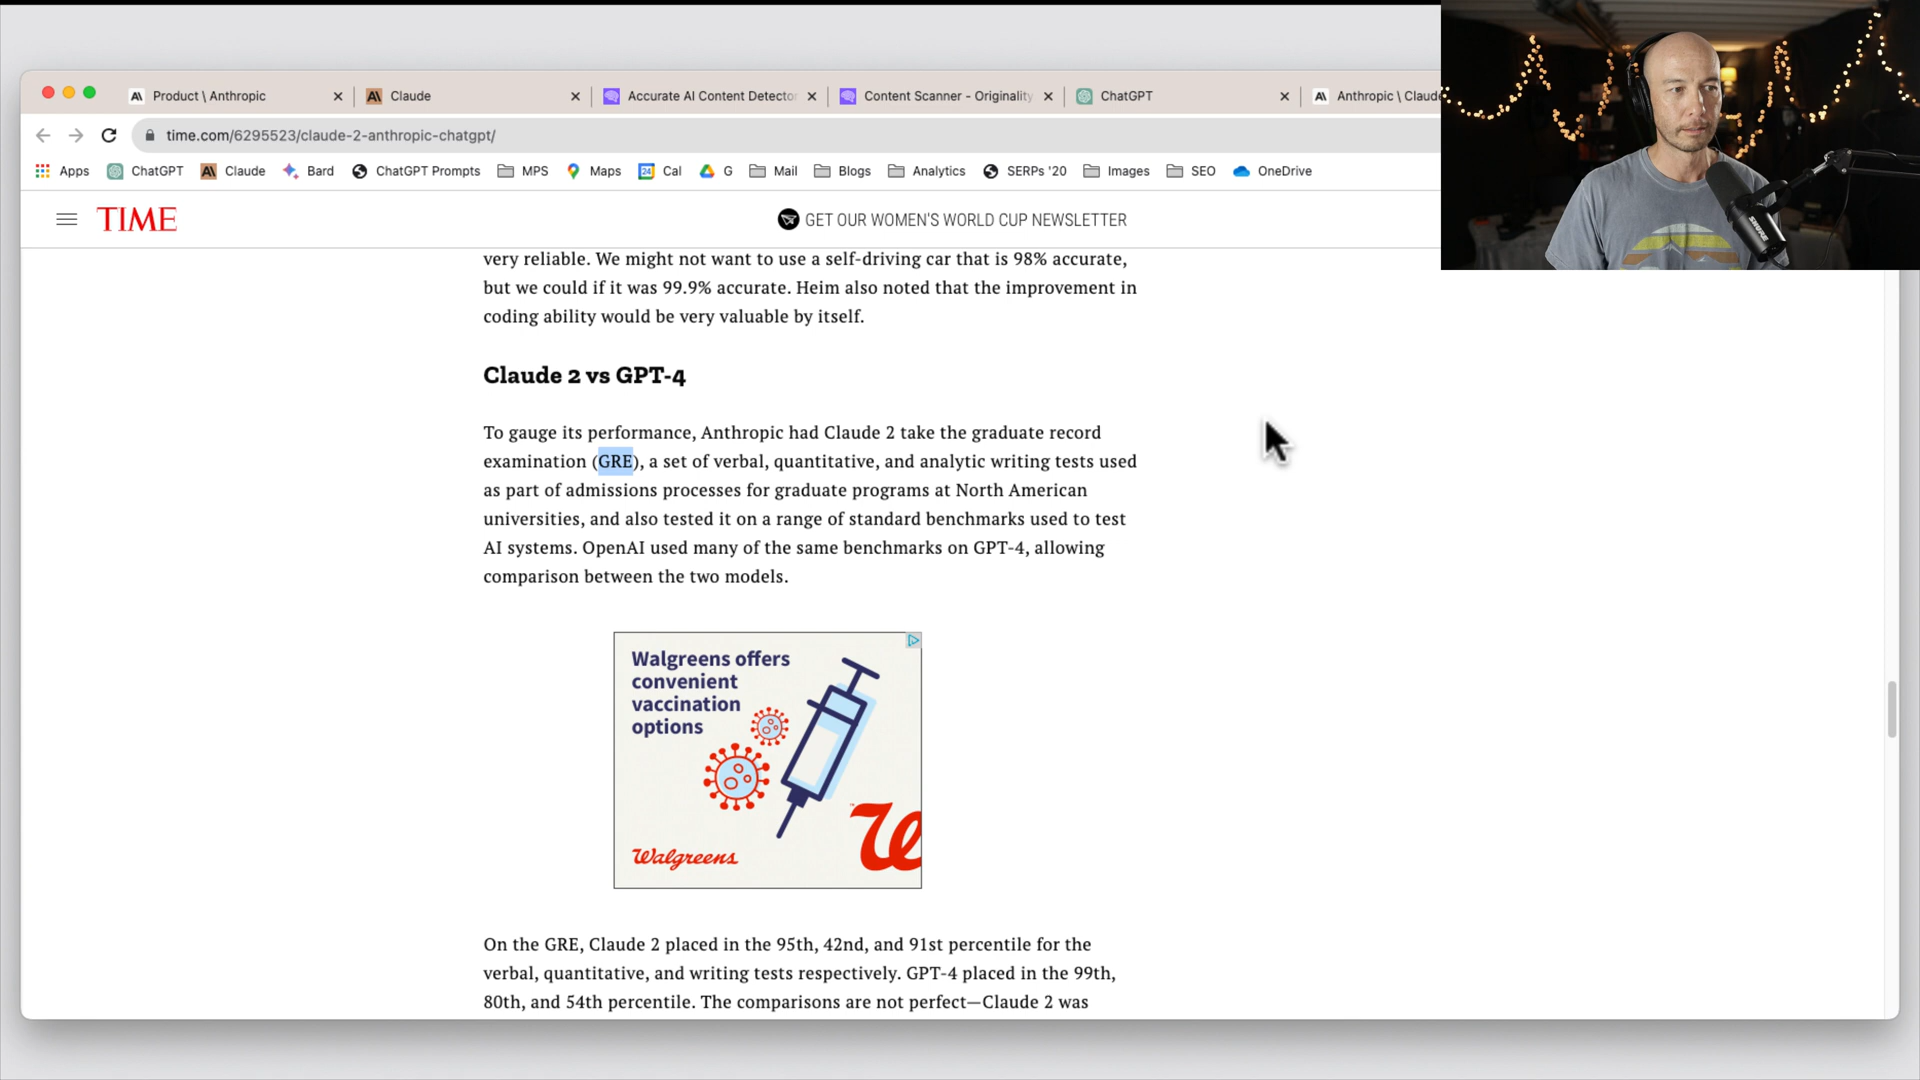 Product \ Anthropic
Claude
Accurate AI Content Detector
Content Scanner - Originality
ChatGPT
Anthropic \ Claude
time.com/6295523/claude-2-anthropic-chatgpt/
Apps
ChatGPT
Claude
Bard
ChatGPT Prompts
MPS
Maps
24
Cal
G
Mail
Blogs
Analytics
SERPs '20
Images
SEO
OneDrive
TIME
GET OUR WOMEN'S WORLD CUP NEWSLETTER
SHURE
very reliable. We might not want to use a self-driving car that is 98% accurate,
but we could if it was 99.9% accurate. Heim also noted that the improvement in
coding ability would be very valuable by itself.
Claude 2 vs GPT-4
To gauge its performance, Anthropic had Claude 2 take the graduate record
examination (GRE), a set of verbal, quantitative, and analytic writing tests used
as part of admissions processes for graduate programs at North American
universities, and also tested it on a range of standard benchmarks used to test
AI systems. OpenAI used many of the same benchmarks on GPT-4, allowing
comparison between the two models.
Walgreens offers
convenient
vaccination
options
Walgreens
W
On the GRE, Claude 2 placed in the 95th, 42nd, and 91st percentile for the
verbal, quantitative, and writing tests respectively. GPT-4 placed in the 99th,
80th, and 54th percentile. The comparisons are not perfect—Claude 2 was